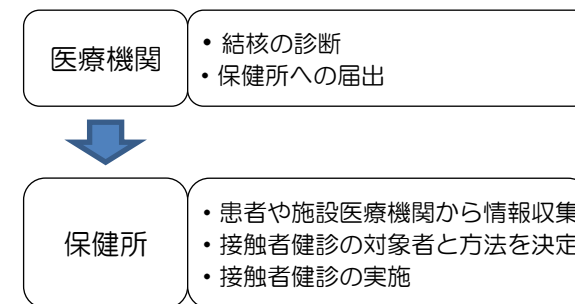 医療機関
• 結核の診断
• 保健所への届出
保健所
• 患者や施設医療機関から情報収集
• 接触者健診の対象者と方法を決定
• 接触者健診の実施